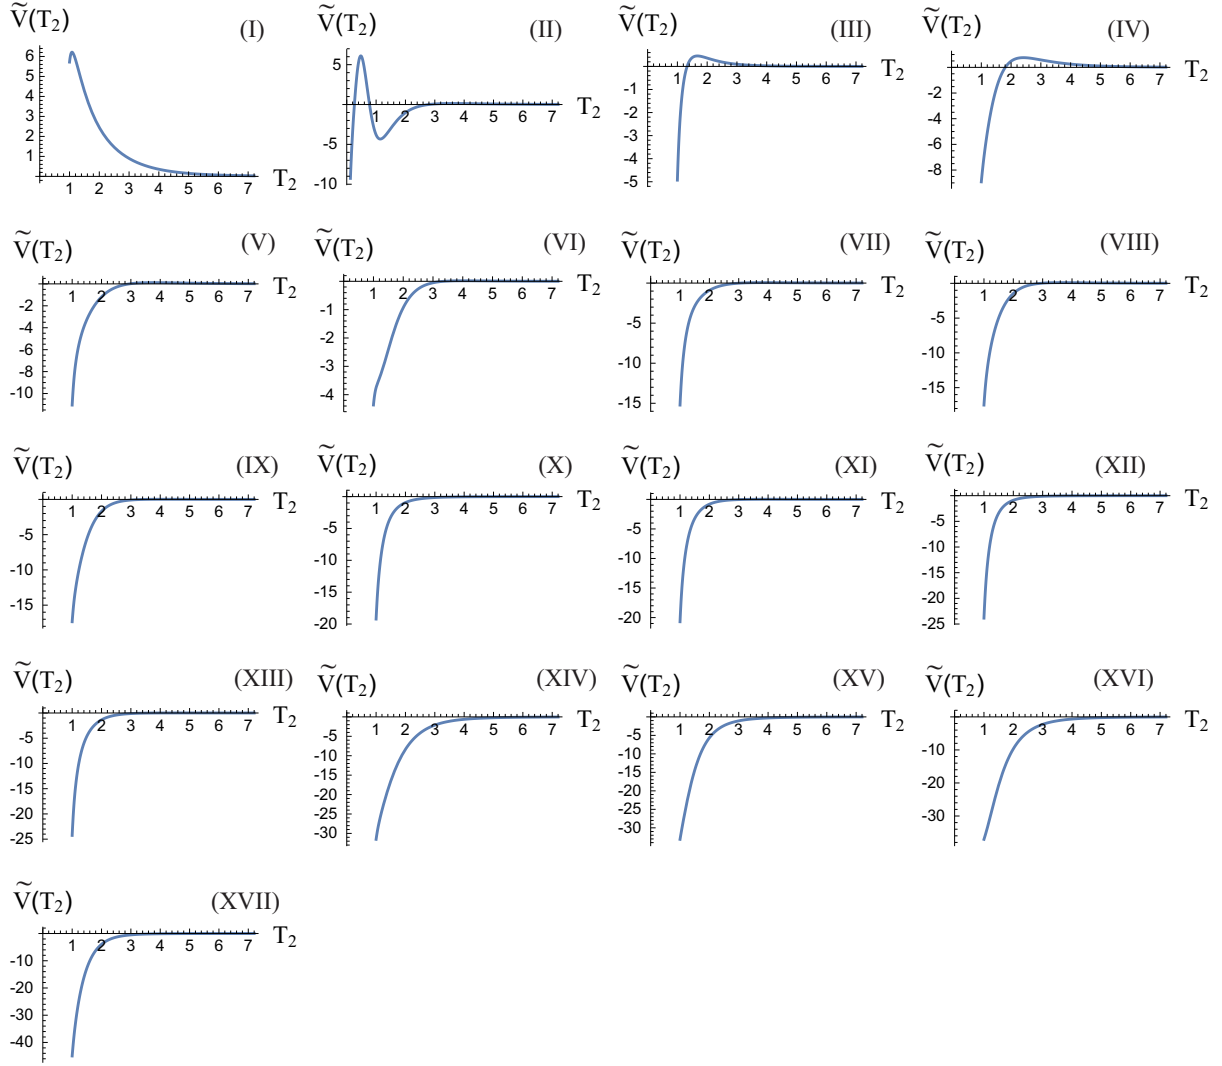 Ṽ(T₂) (I)
6
5
4
3
2
1
1 2 3 4 5 6 7 T₂
Ṽ(T₂) (II)
5
1 2 3 4 5 6 7 T₂
-5
-10
Ṽ(T₂) (III)
1 2 3 4 5 6 7 T₂
-1
-2
-3
-4
-5
Ṽ(T₂) (IV)
1 2 3 4 5 6 7 T₂
-2
-4
-6
-8
Ṽ(T₂) (V)
1 2 3 4 5 6 7 T₂
-2
-4
-6
-8
-10
Ṽ(T₂) (VI)
1 2 3 4 5 6 7 T₂
-1
-2
-3
-4
Ṽ(T₂) (VII)
1 2 3 4 5 6 7 T₂
-5
-10
-15
Ṽ(T₂) (VIII)
1 2 3 4 5 6 7 T₂
-5
-10
-15
Ṽ(T₂) (IX)
1 2 3 4 5 6 7 T₂
-5
-10
-15
Ṽ(T₂) (X)
1 2 3 4 5 6 7 T₂
-5
-10
-15
-20
Ṽ(T₂) (XI)
1 2 3 4 5 6 7 T₂
-5
-10
-15
-20
Ṽ(T₂) (XII)
1 2 3 4 5 6 7 T₂
-5
-10
-15
-20
-25
Ṽ(T₂) (XIII)
1 2 3 4 5 6 7 T₂
-5
-10
-15
-20
-25
Ṽ(T₂) (XIV)
1 2 3 4 5 6 7 T₂
-5
-10
-15
-20
-25
-30
Ṽ(T₂) (XV)
1 2 3 4 5 6 7 T₂
-5
-10
-15
-20
-25
-30
Ṽ(T₂) (XVI)
1 2 3 4 5 6 7 T₂
-10
-20
-30
Ṽ(T₂) (XVII)
1 2 3 4 5 6 7 T₂
-10
-20
-30
-40